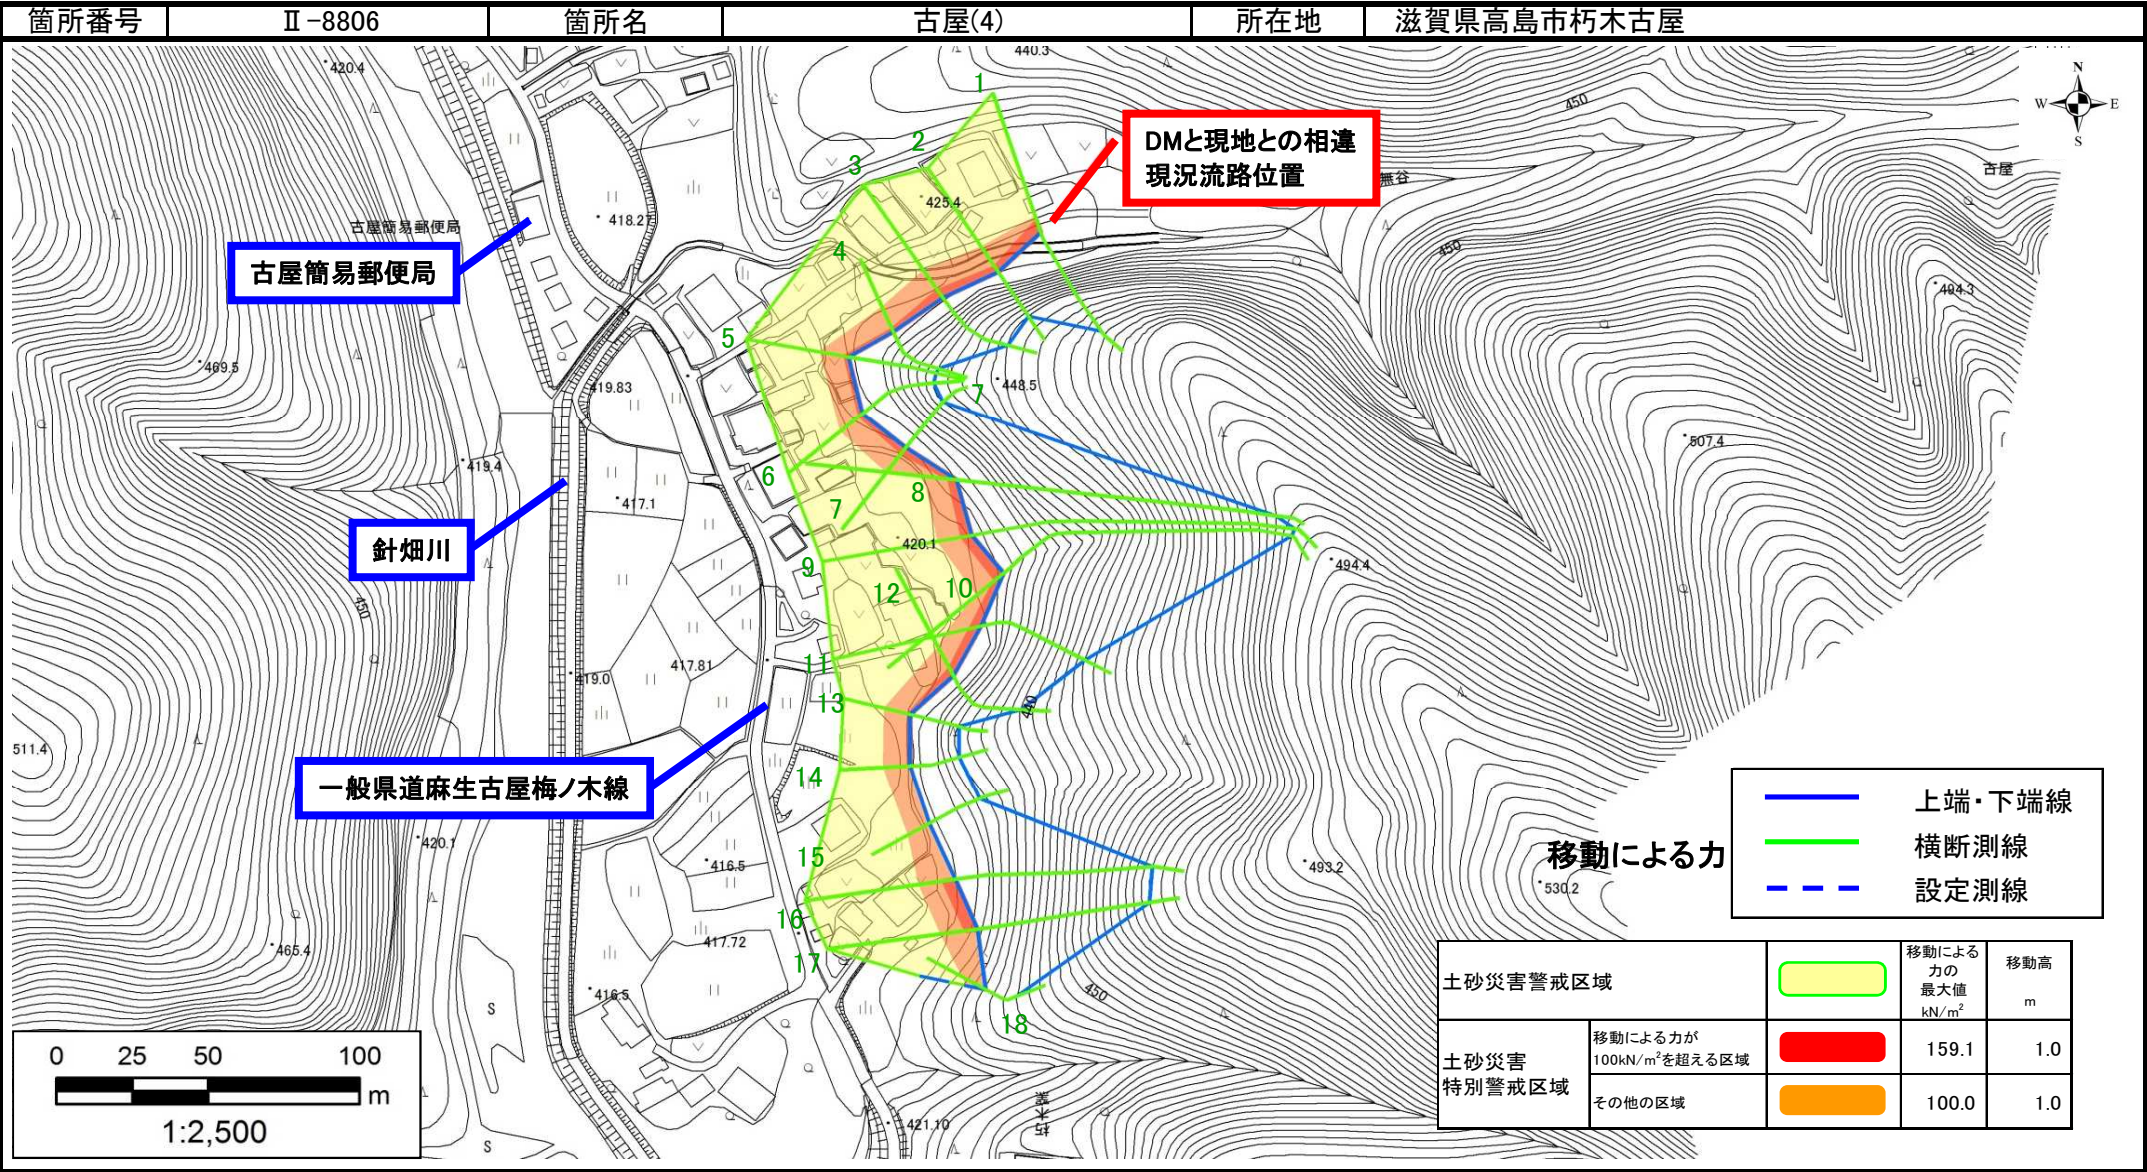 箇所番号 Ⅱ-8806 箇所名 古屋(4) 所在地 滋賀県高島市朽木古屋
420.4
440.3
450
N
W E
S
1
2
3
4
5
6
7
7
8
9
10
11
12
13
14
15
16
17
18
DMと現地との相違
現況流路位置
無谷
古屋
425.4
418.27
古屋簡易郵便局
古屋簡易郵便局
450
494.3
469.5
419.83
448.5
507.4
419.4
417.1
針畑川
420.1
494.4
450
417.81
419.0
440
511.4
一般県道麻生古屋梅ノ木線
420.1
416.5
493.2
530.2
465.4
417.72
416.5
450
S
S
421.10
朽木業
移動による力
上端・下端線
横断測線
設定測線
土砂災害警戒区域
移動による
力の
最大値
kN/m²
移動高
m
土砂災害
特別警戒区域
移動による力が
100kN/m²を超える区域
159.1 1.0
その他の区域
100.0 1.0
0 25 50 100
m
1:2,500